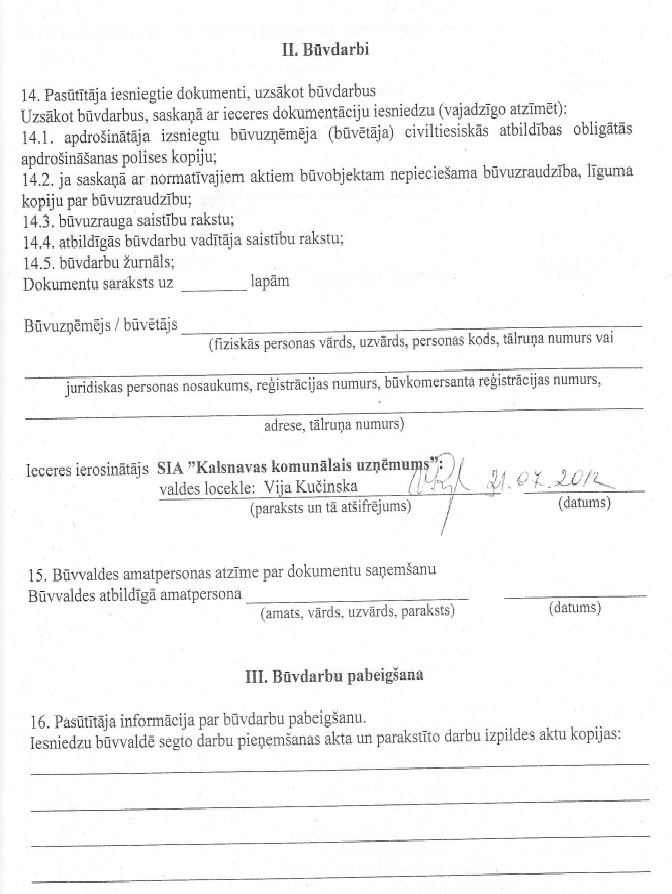 II. Būvdarbi
14. Pasūtītāja iesniegtie dokumenti, uzsākot būvdarbus
Uzsākot būvdarbus, saskaņā ar ieceres dokumentāciju iesniedzu (vajadzīgo atzīmēt):
14.1. apdrošinātāja izsniegtu būvuzņēmēja (būvētāja) civiltiesiskās atbildības obligātās
apdrošināšanas polises kopiju;
14.2. ja saskaņā ar normatīvajiem aktiem būvobjektam nepieciešama būvuzraudzība, līguma
kopiju par būvuzraudzību;
14.3. būvuzrauga saistību rakstu;
14.4. atbildīgās būvdarbu vadītāja saistību rakstu;
14.5. būvdarbu žurnāls;
Dokumentu saraksts uz ________ lapām
Būvuzņēmējs / būvētājs
(fiziskās personas vārds, uzvārds, personas kods, tālruņa numurs vai
juridiskas personas nosaukums, reģistrācijas numurs, būvkomersanta reģistrācijas numurs,
adrese, tālruņa numurs)
Ieceres ierosinātājs SIA ”Kalsnavas komunālais uzņēmums”:
valdes locekle: Vija Kučinska 21.07.2012
(paraksts un tā atšifrējums) (datums)
15. Būvvaldes amatpersonas atzīme par dokumentu saņemšanu
Būvvaldes atbildīgā amatpersona
(amats, vārds, uzvārds, paraksts) (datums)
III. Būvdarbu pabeigšana
16. Pasūtītāja informācija par būvdarbu pabeigšanu.
Iesniedzu būvvaldē segto darbu pieņemšanas akta un parakstīto darbu izpildes aktu kopijas: